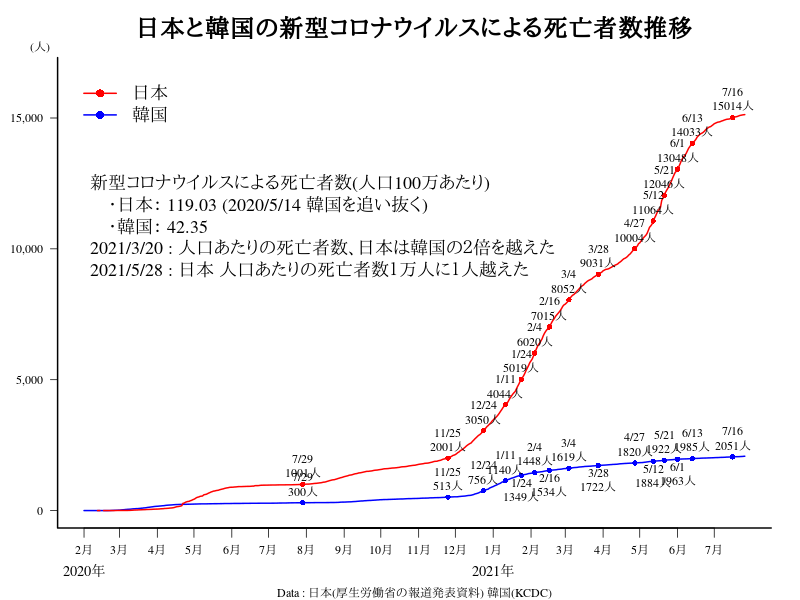 日本と韓国の新型コロナウイルスによる死亡者数推移
(人)
日本
韓国
新型コロナウイルスによる死亡者数(人口100万あたり)
・日本: 119.03 (2020/5/14 韓国を追い抜く)
・韓国: 42.35
2021/3/20 : 人口あたりの死亡者数、日本は韓国の2倍を越えた
2021/5/28 : 日本 人口あたりの死亡者数1万人に1人越えた
15,000
10,000
5,000
0
7/29
1001人
11/25
2001人
12/24
3050人
1/11
4044人
1/24
5019人
2/4
6020人
2/16
7015人
3/4
8052人
3/28
9031人
4/27
10004人
5/12
11064人
5/21
12046人
6/1
13048人
6/13
14033人
7/16
15014人
7/29
300人
11/25
513人
12/24
756人
1/11
1140人
1/24
1349人
2/4
1448人
2/16
1534人
3/4
1619人
3/28
1722人
4/27
1820人
5/12
1884人
5/21
1922人
6/1
1963人
6/13
1985人
7/16
2051人
2月 3月 4月 5月 6月 7月 8月 9月 10月 11月 12月 1月 2月 3月 4月 5月 6月 7月
2020年 2021年
Data : 日本(厚生労働省の報道発表資料) 韓国(KCDC)